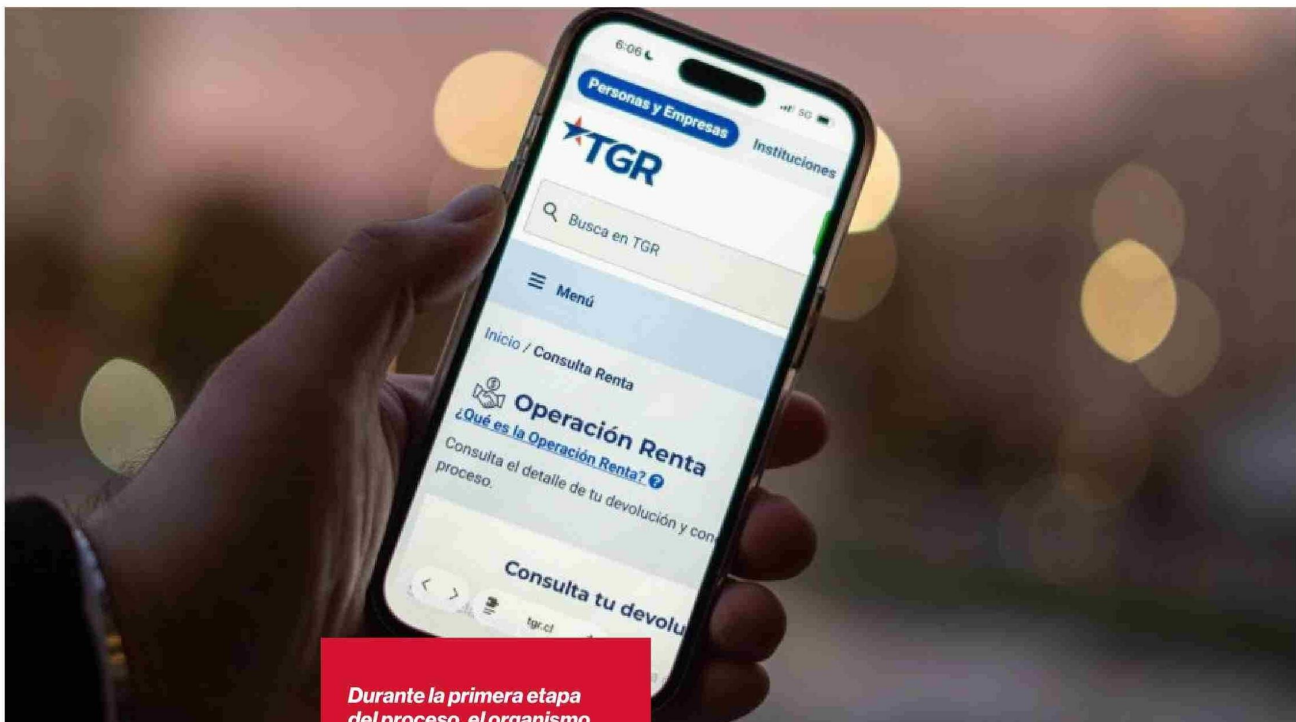 6:06
5G
Personas y Empresas
Instituciones
TGR
Busca en TGR
Menú
Inicio / Consulta Renta
Operación Renta
¿Qué es la Operación Renta?
Consulta el detalle de tu devolución y con
proceso.
Consulta tu devolu
tgr.cl
Durante la primera etapa
del proceso, el organismo